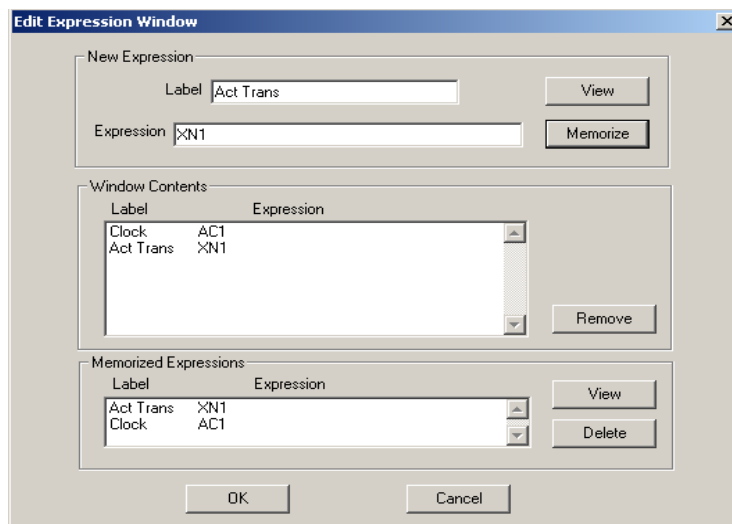 Edit Expression Window
New Expression
Label Act Trans View
Expression XN1 Memorize
Window Contents
Label Expression
Clock AC1
Act Trans XN1
Remove
Memorized Expressions
Label Expression
View
Act Trans XN1
Clock AC1
Delete
OK Cancel